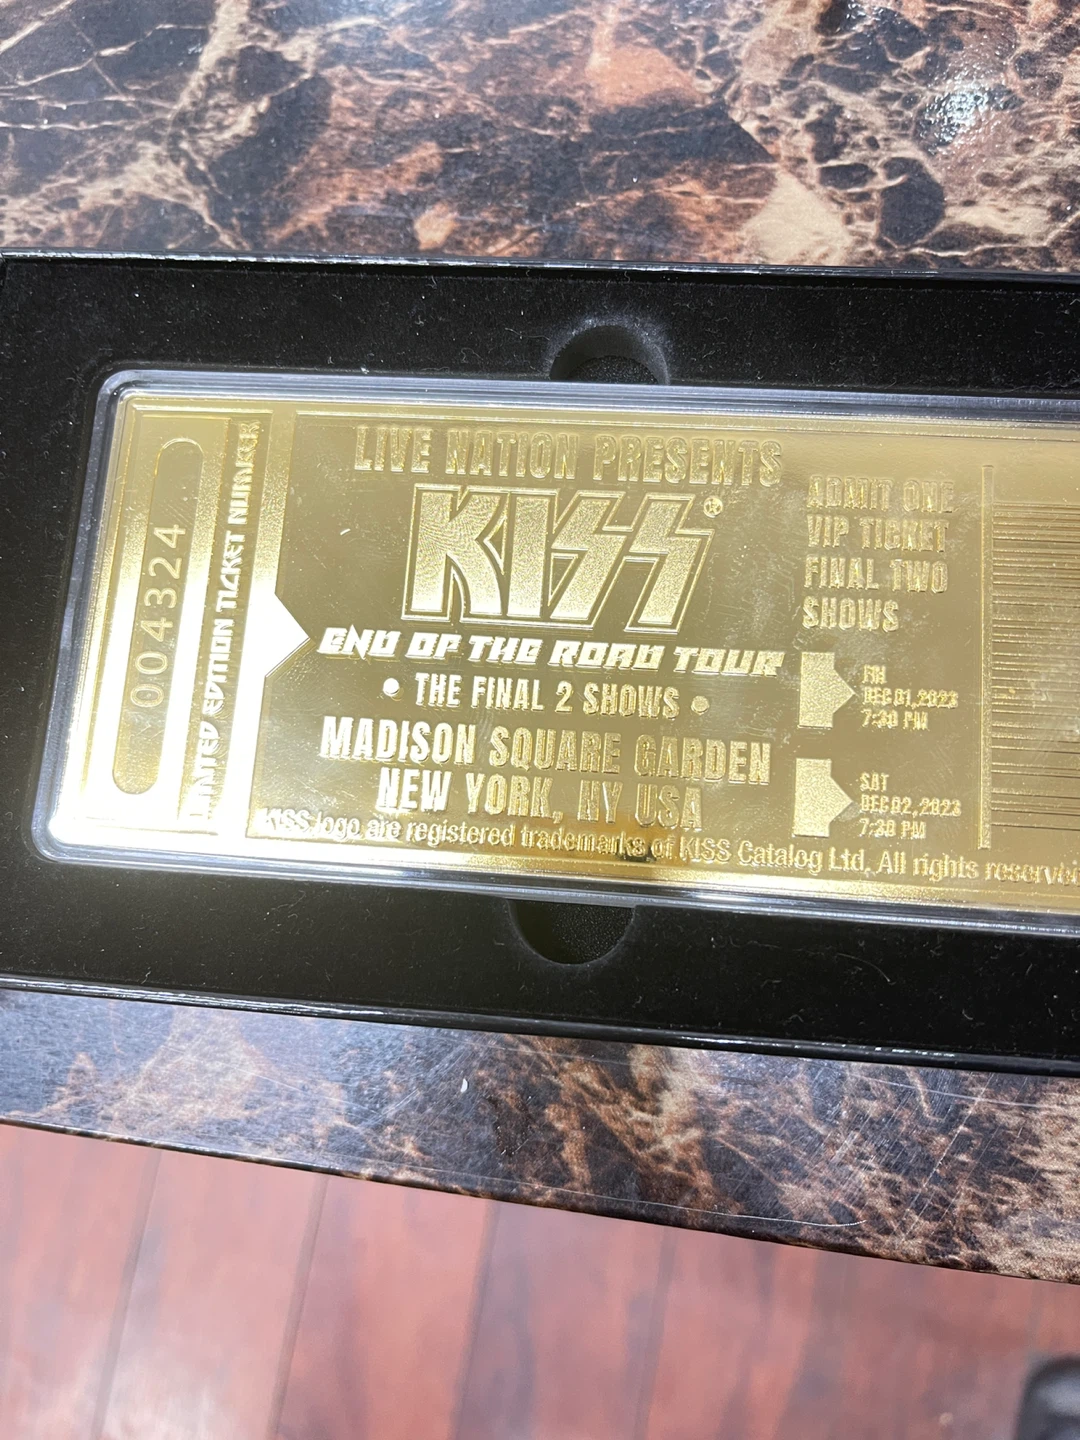 004324
LIMITED EDITION TICKET NUMBER
LIVE NATION PRESENTS
KISS®
END OF THE ROAD TOUR
• THE FINAL 2 SHOWS •
MADISON SQUARE GARDEN
NEW YORK, NY USA
KISS logo are registered trademarks of KISS Catalog Ltd. All rights
ADMIT ONE
VIP TICKET
FINAL TWO
SHOWS
FRI
DEC 01, 2023
7:30 PM
SAT
DEC 02, 2023
7:30 PM